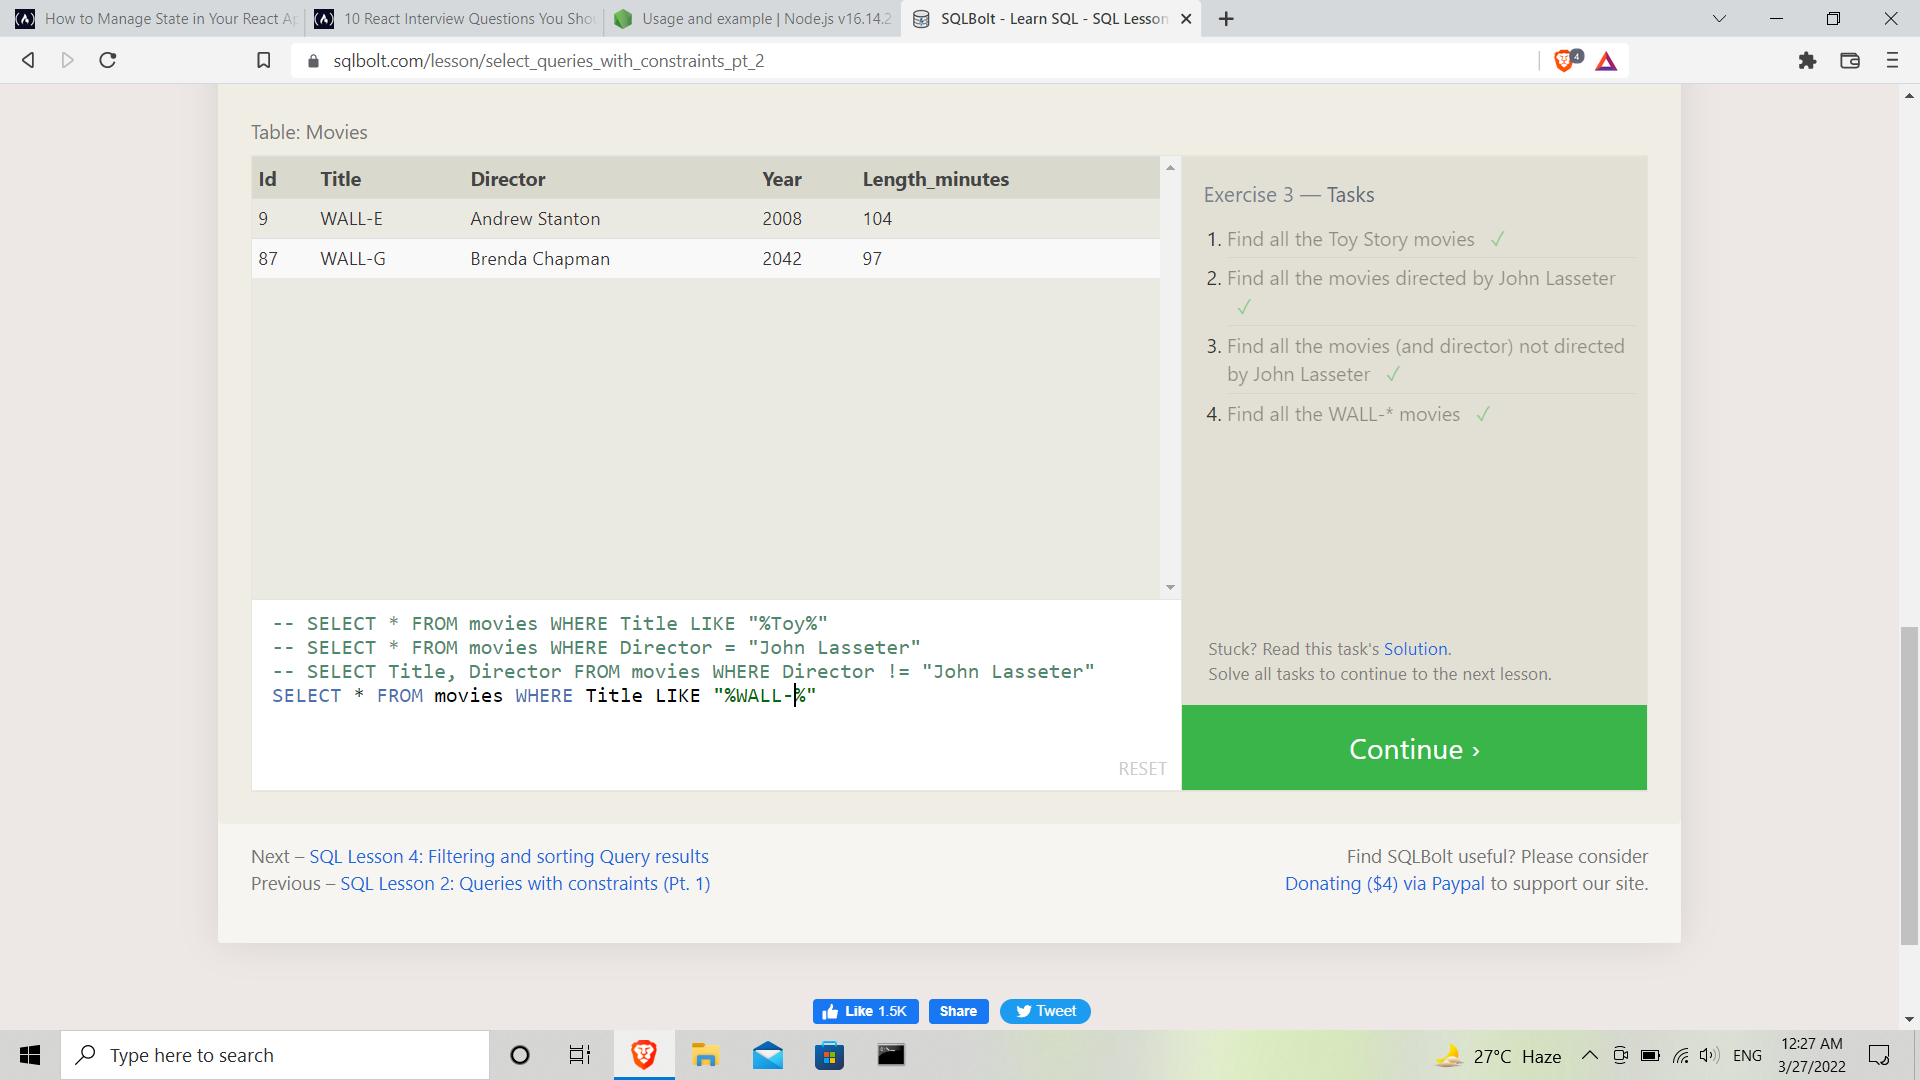 How to Manage State in Your React Ap
10 React Interview Questions You Shou
Usage and example | Node.js v16.14.2
SQLBolt - Learn SQL - SQL Lesson
sqlbolt.com/lesson/select_queries_with_constraints_pt_2
4
Table: Movies
Id Title Director Year Length_minutes
9 WALL-E Andrew Stanton 2008 104
87 WALL-G Brenda Chapman 2042 97
Exercise 3 — Tasks
1. Find all the Toy Story movies ✓
2. Find all the movies directed by John Lasseter
✓
3. Find all the movies (and director) not directed
by John Lasseter ✓
4. Find all the WALL-* movies ✓
-- SELECT * FROM movies WHERE Title LIKE "%Toy%"
-- SELECT * FROM movies WHERE Director = "John Lasseter"
-- SELECT Title, Director FROM movies WHERE Director != "John Lasseter"
SELECT * FROM movies WHERE Title LIKE "%WALL-%"
RESET
Stuck? Read this task's Solution.
Solve all tasks to continue to the next lesson.
Continue ›
Next – SQL Lesson 4: Filtering and sorting Query results
Previous – SQL Lesson 2: Queries with constraints (Pt. 1)
Find SQLBolt useful? Please consider
Donating ($4) via Paypal to support our site.
Like 1.5K
Share
Tweet
Type here to search
27°C Haze
ENG
12:27 AM
3/27/2022